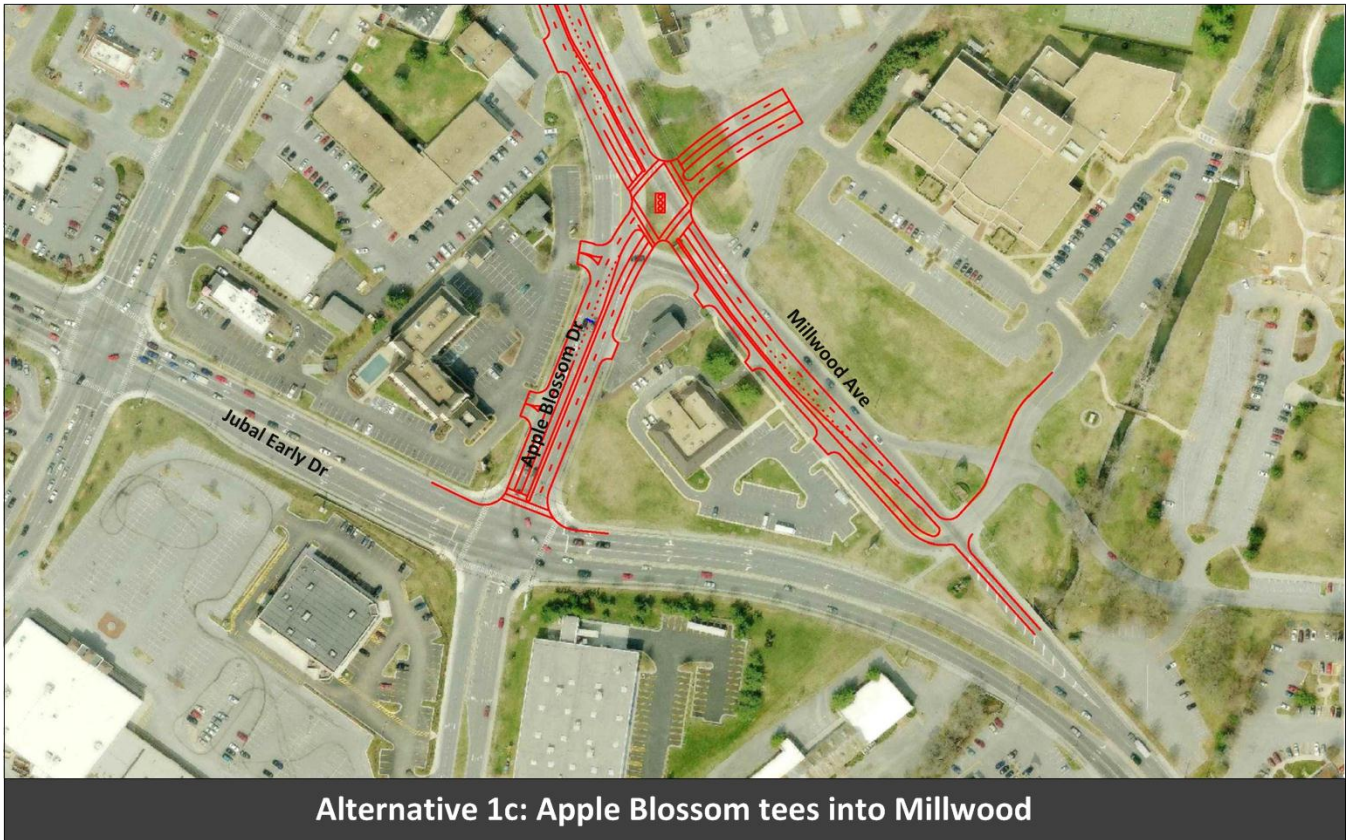 Millwood Ave
Apple Blossom Dr
Jubal Early Dr
Alternative 1c: Apple Blossom tees into Millwood